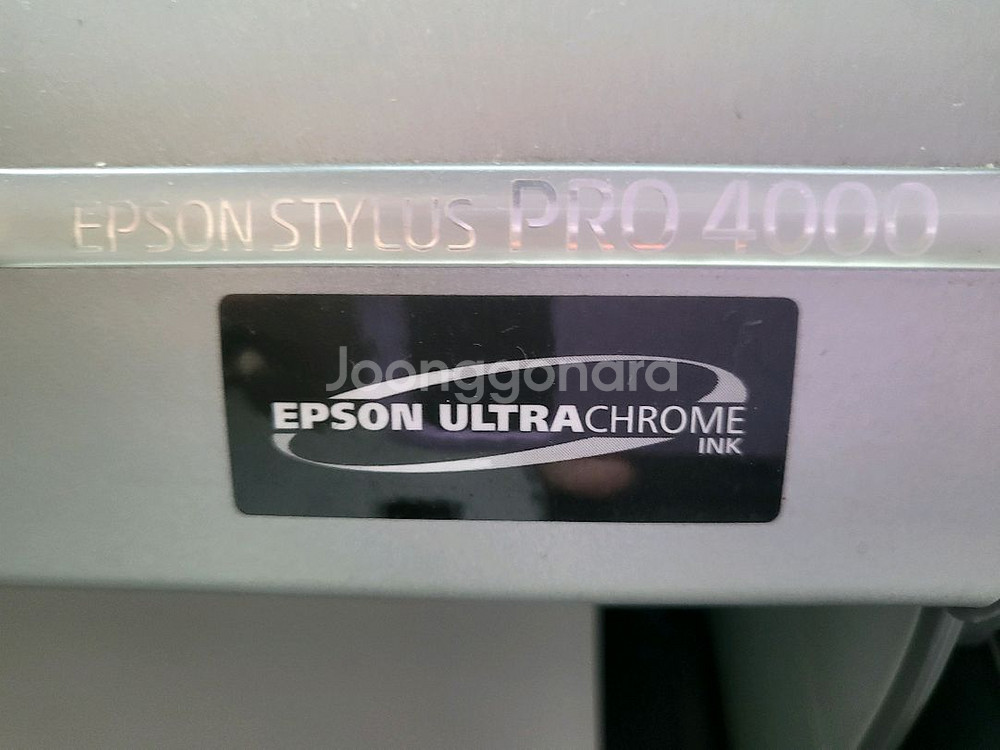 EPSON STYLUS PRO 4000
Joonggonara
EPSON ULTRACHROME
INK